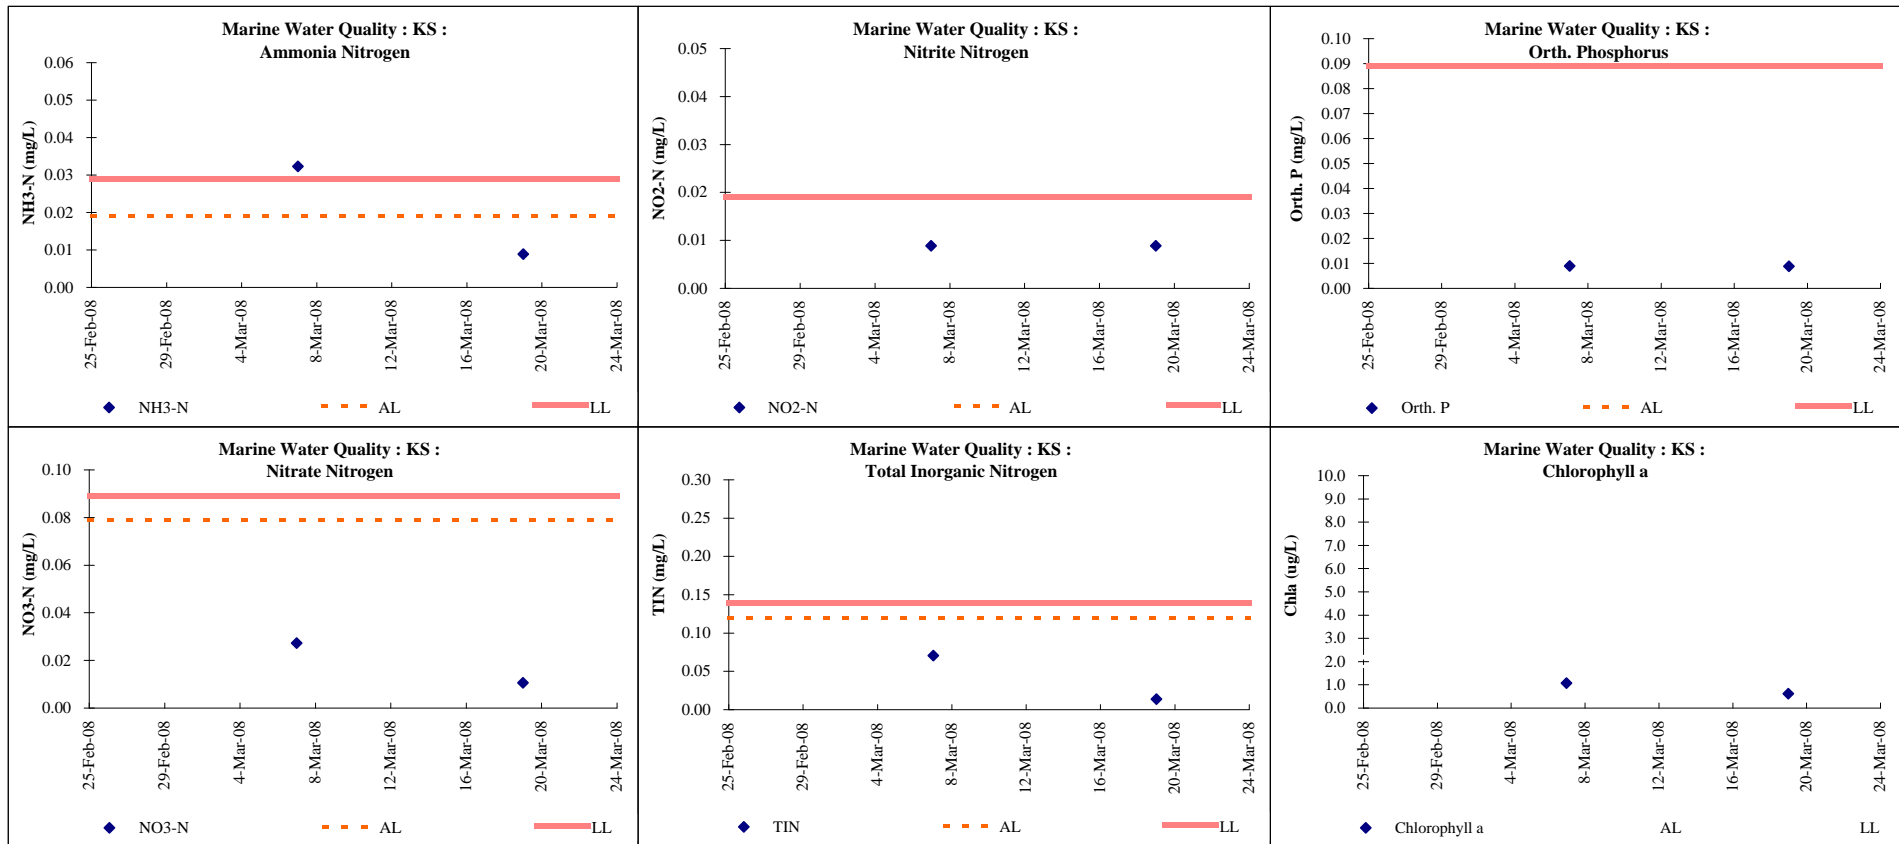 Marine Water Quality : KS :
Ammonia Nitrogen
NH3-N (mg/L)
0.06
0.05
0.04
0.03
0.02
0.01
0.00
25-Feb-08
29-Feb-08
4-Mar-08
8-Mar-08
12-Mar-08
16-Mar-08
20-Mar-08
24-Mar-08
NH3-N AL LL
Marine Water Quality : KS :
Nitrite Nitrogen
NO2-N (mg/L)
0.05
0.04
0.03
0.02
0.01
0.00
25-Feb-08
29-Feb-08
4-Mar-08
8-Mar-08
12-Mar-08
16-Mar-08
20-Mar-08
24-Mar-08
NO2-N AL LL
Marine Water Quality : KS :
Orth. Phosphorus
Orth. P (mg/L)
0.10
0.09
0.08
0.07
0.06
0.05
0.04
0.03
0.02
0.01
0.00
25-Feb-08
29-Feb-08
4-Mar-08
8-Mar-08
12-Mar-08
16-Mar-08
20-Mar-08
24-Mar-08
Orth. P AL LL
Marine Water Quality : KS :
Nitrate Nitrogen
NO3-N (mg/L)
0.10
0.08
0.06
0.04
0.02
0.00
25-Feb-08
29-Feb-08
4-Mar-08
8-Mar-08
12-Mar-08
16-Mar-08
20-Mar-08
24-Mar-08
NO3-N AL LL
Marine Water Quality : KS :
Total Inorganic Nitrogen
TIN (mg/L)
0.30
0.25
0.20
0.15
0.10
0.05
0.00
25-Feb-08
29-Feb-08
4-Mar-08
8-Mar-08
12-Mar-08
16-Mar-08
20-Mar-08
24-Mar-08
TIN AL LL
Marine Water Quality : KS :
Chlorophyll a
Chla (ug/L)
10.0
9.0
8.0
7.0
6.0
5.0
4.0
3.0
2.0
1.0
0.0
25-Feb-08
29-Feb-08
4-Mar-08
8-Mar-08
12-Mar-08
16-Mar-08
20-Mar-08
24-Mar-08
Chlorophyll a AL LL